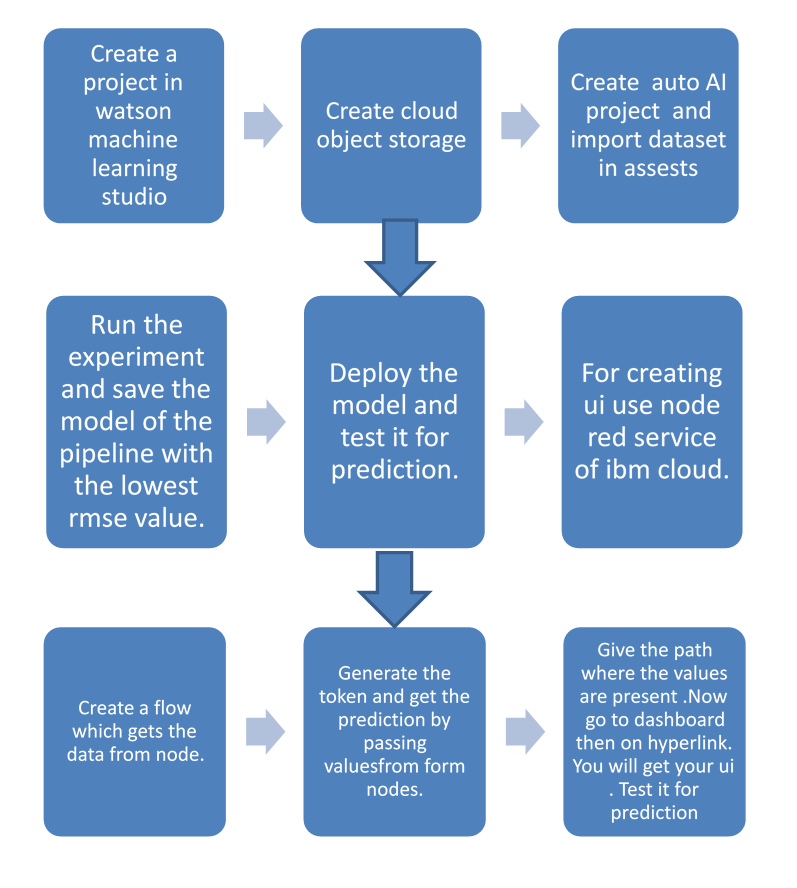 Create a
project in
watson
machine
learning
studio
Create cloud
object storage
Create  auto AI
project  and
import dataset
in assests
Run the
experiment
and save the
model of the
pipeline with
the lowest
rmse value.
Deploy the
model and
test it for
prediction.
For creating
ui use node
red service
of ibm cloud.
Create a flow
which gets the
data from node.
Generate the
token and get the
prediction by
passing
valuesfrom form
nodes.
Give the path
where the values
are present .Now
go to dashboard
then on hyperlink.
You will get your ui
. Test it for
prediction